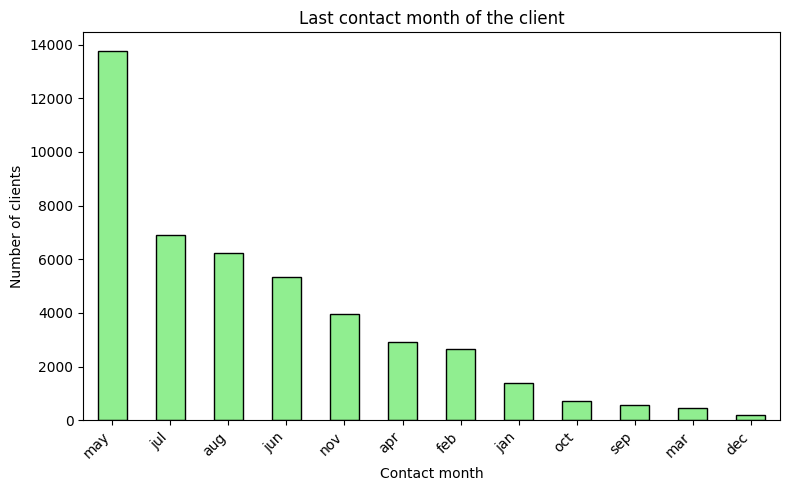 Last contact month of the client
Number of clients
14000
12000
10000
8000
6000
4000
2000
0
may
jul
aug
jun
nov
apr
feb
jan
oct
sep
mar
dec
Contact month